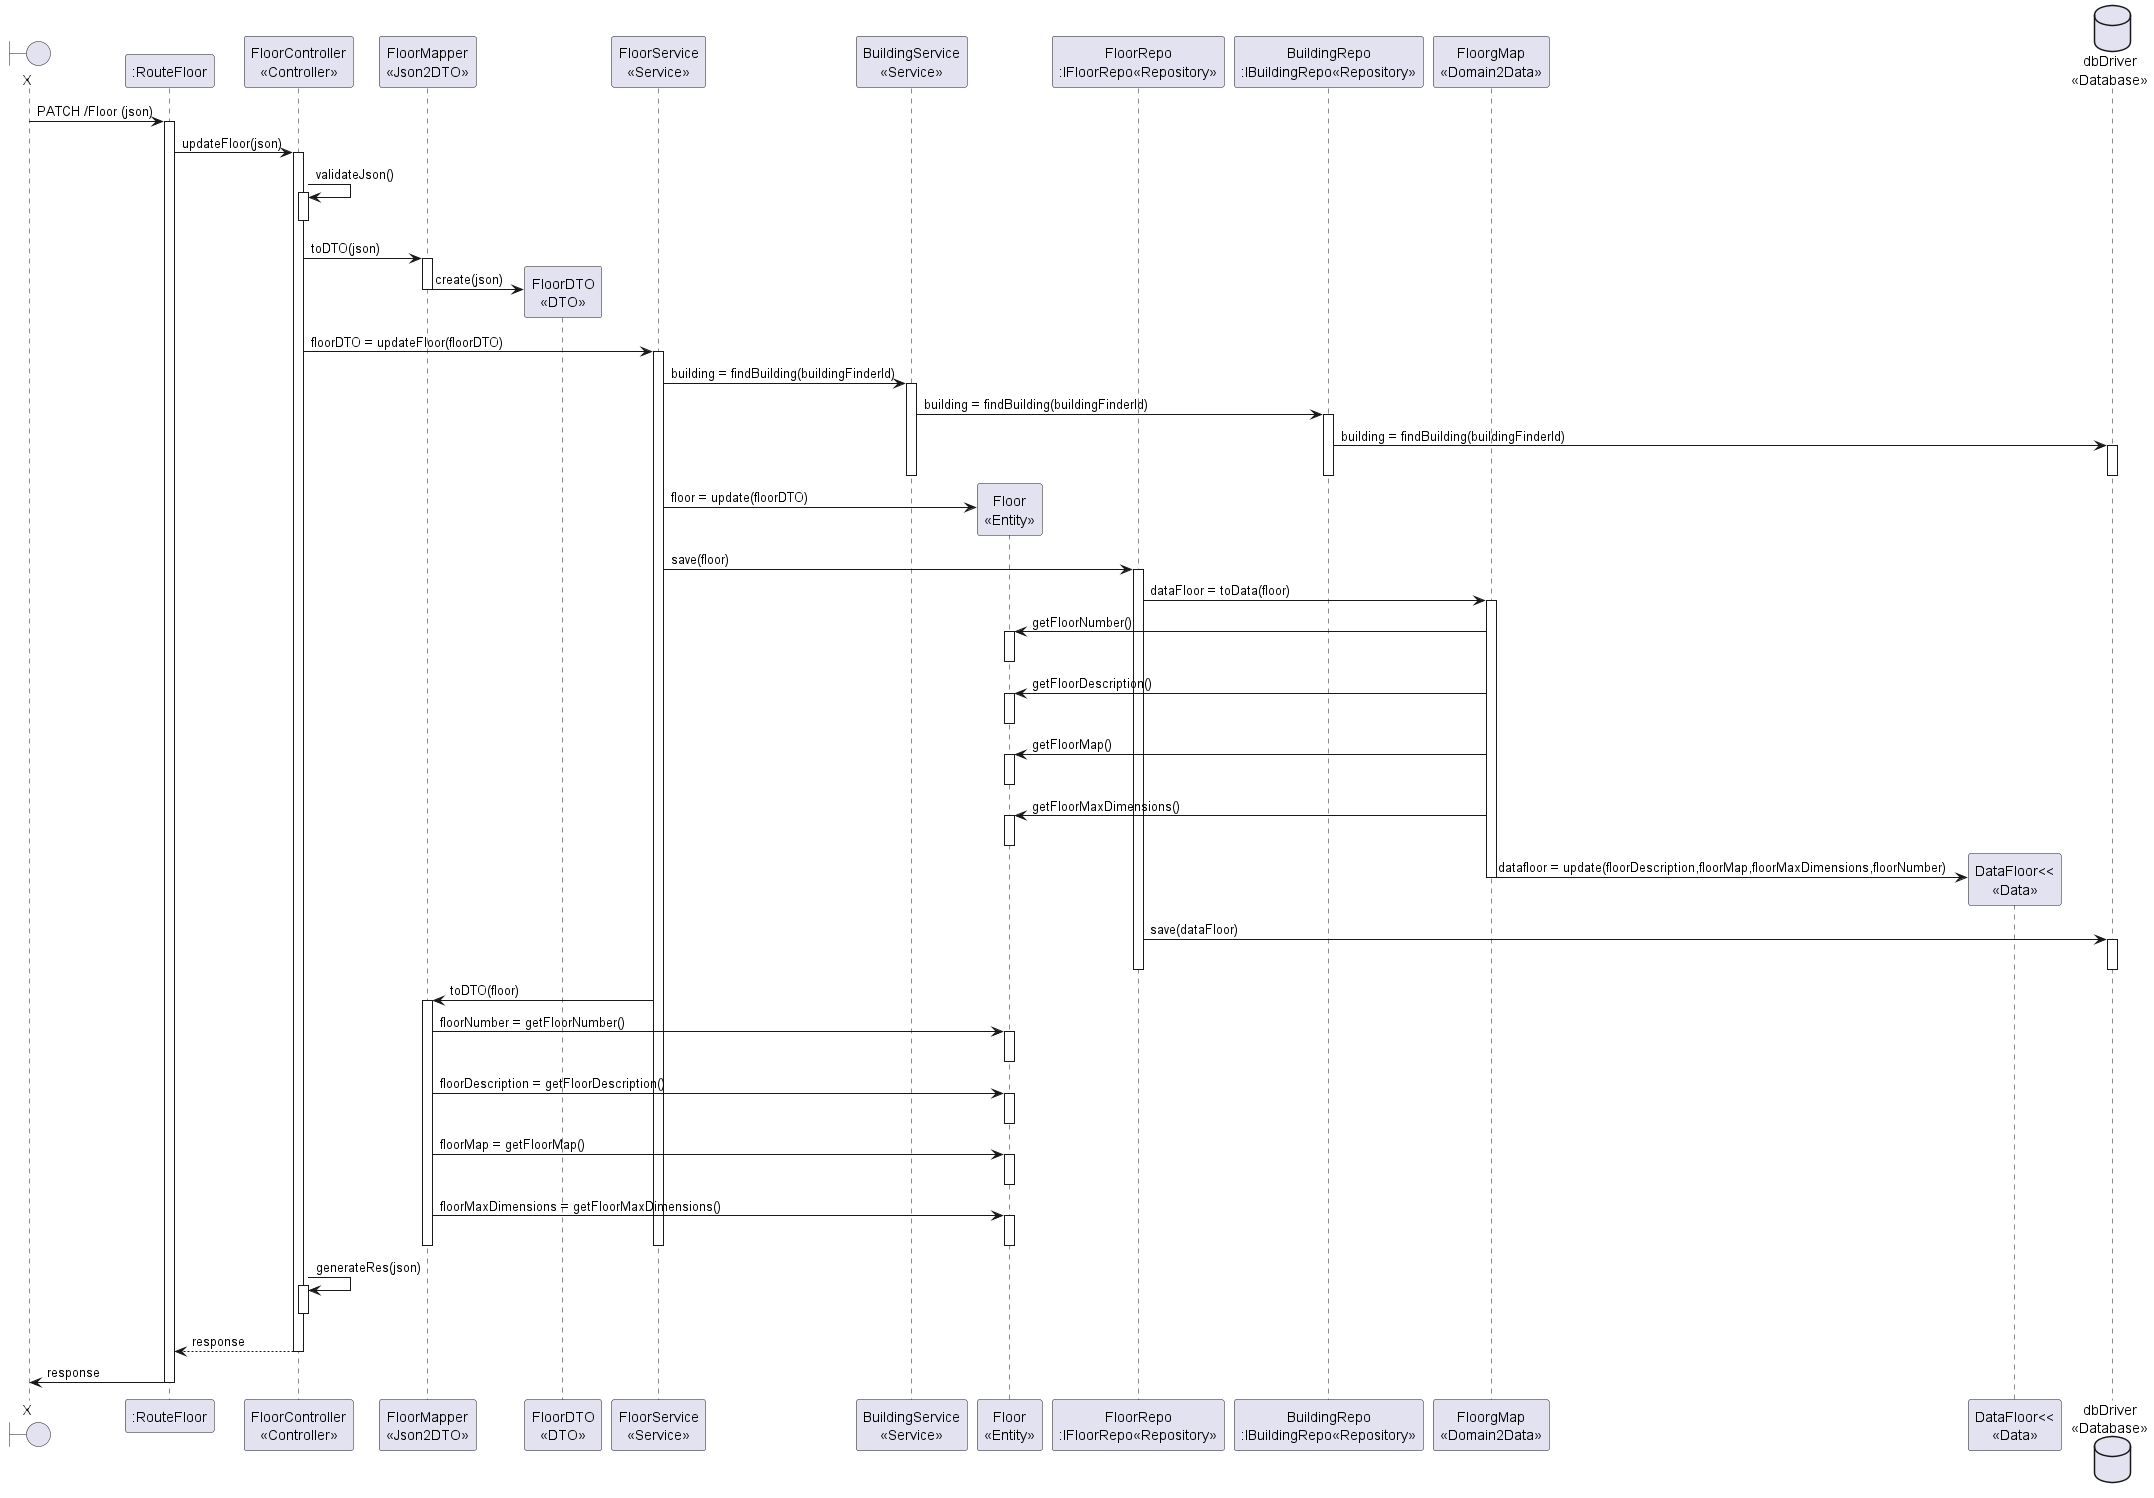 X
:RouteFloor
FloorController
«Controller»
FloorMapper
«Json2DTO»
FloorService
«Service»
BuildingService
«Service»
FloorRepo
:IFloorRepo«Repository»
BuildingRepo
:IBuildingRepo«Repository»
FloorgMap
«Domain2Data»
dbDriver
«Database»
PATCH /Floor (json)
updateFloor(json)
validateJson()
toDTO(json)
create(json)
FloorDTO
«DTO»
floorDTO = updateFloor(floorDTO)
building = findBuilding(buildingFinderId)
building = findBuilding(buildingFinderId)
building = findBuilding(buildingFinderId)
floor = update(floorDTO)
Floor
«Entity»
save(floor)
dataFloor = toData(floor)
getFloorNumber()
getFloorDescription()
getFloorMap()
getFloorMaxDimensions()
datafloor = update(floorDescription,floorMap,floorMaxDimensions,floorNumber)
DataFloor<<
«Data»
save(dataFloor)
toDTO(floor)
floorNumber = getFloorNumber()
floorDescription = getFloorDescription()
floorMap = getFloorMap()
floorMaxDimensions = getFloorMaxDimensions()
generateRes(json)
response
response
X
:RouteFloor
FloorController
«Controller»
FloorMapper
«Json2DTO»
FloorDTO
«DTO»
FloorService
«Service»
BuildingService
«Service»
Floor
«Entity»
FloorRepo
:IFloorRepo«Repository»
BuildingRepo
:IBuildingRepo«Repository»
FloorgMap
«Domain2Data»
DataFloor<<
«Data»
dbDriver
«Database»